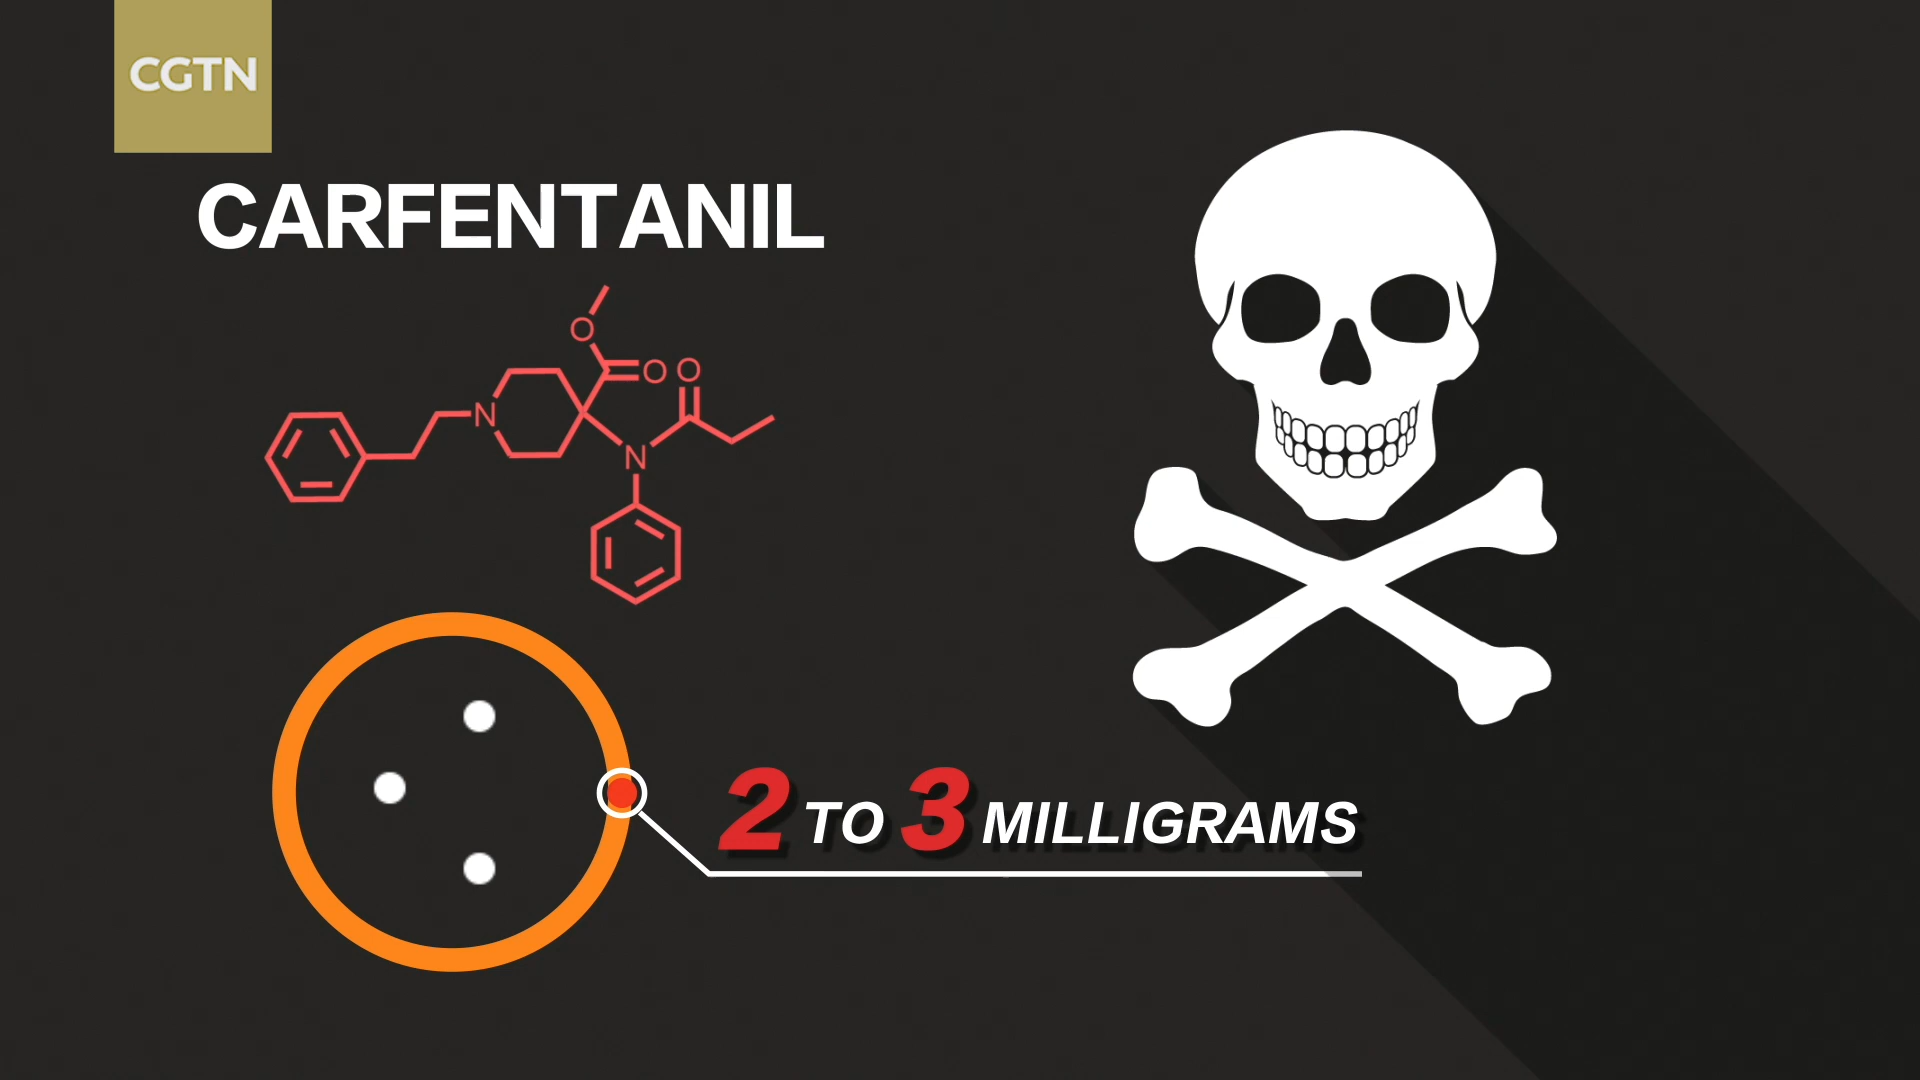 CGTN
CARFENTANIL
O
O O
N
N
2 TO 3 MILLIGRAMS